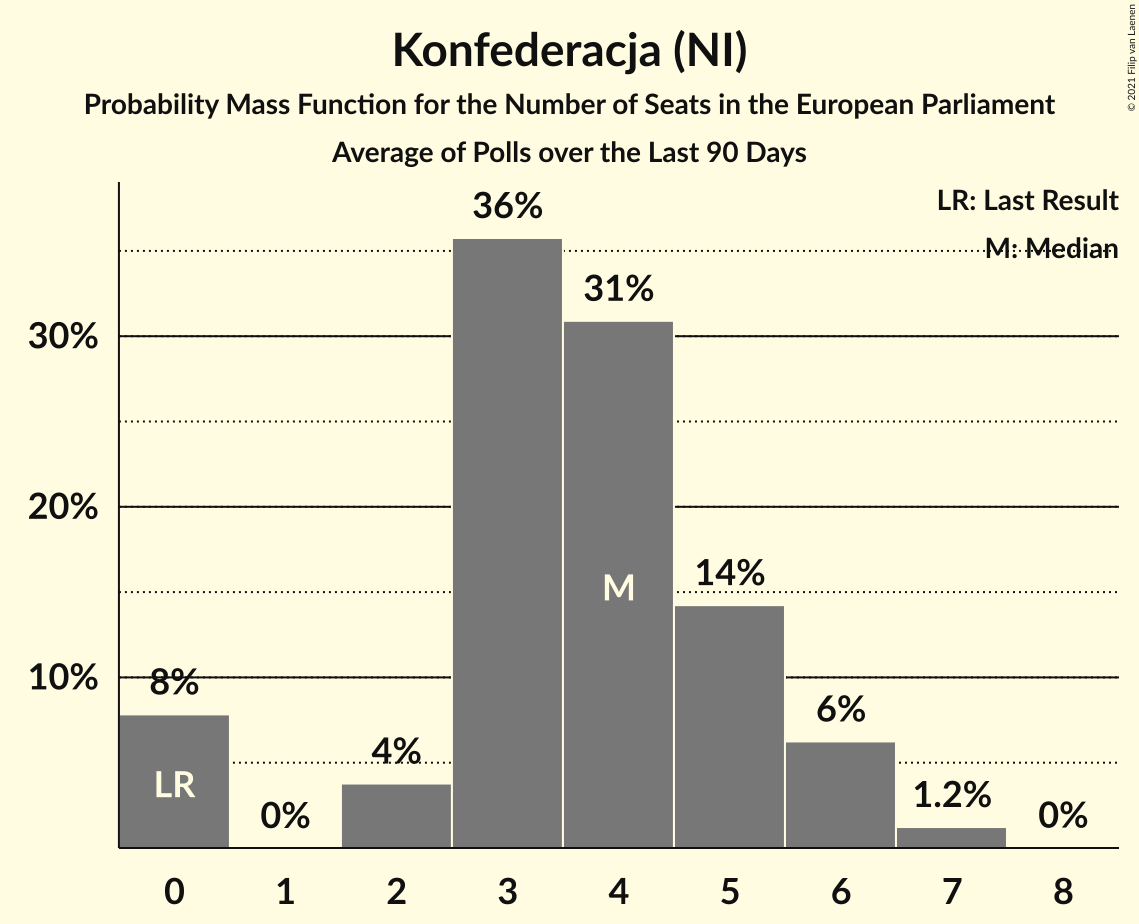 Konfederacja (NI)
Probability Mass Function for the Number of Seats in the European Parliament
Average of Polls over the Last 90 Days
© 2021 Filip van Laenen
LR: Last Result
M: Median
36%
31%
30%
20%
14%
M
10%
8%
6%
4%
LR
1.2%
0%
0%
0 1 2 3 4 5 6 7 8